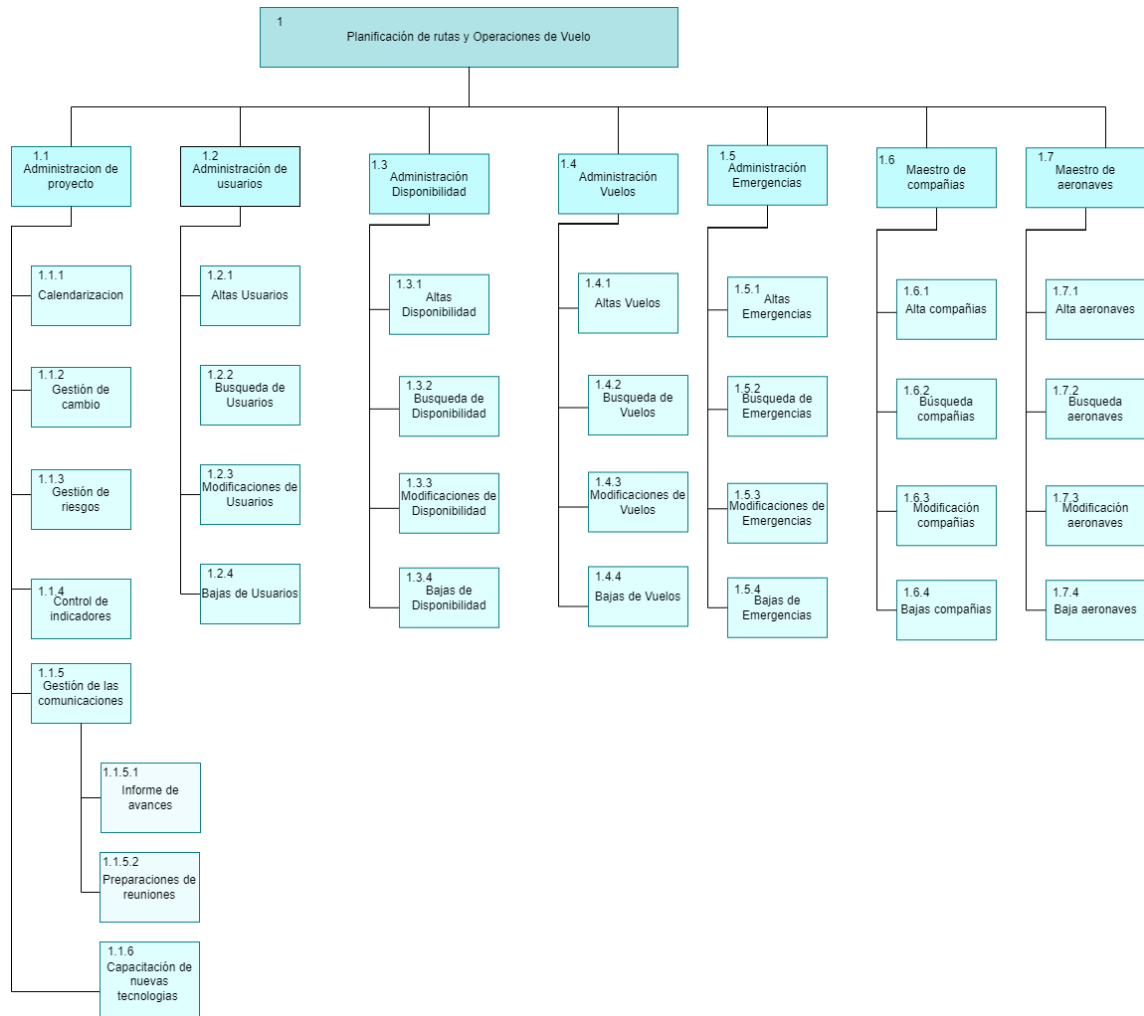 1
Planificación de rutas y Operaciones de Vuelo
1.1
Administracion de
proyecto
1.2
Administración de
usuarios
1.3
Administración
Disponibilidad
1.4
Administración
Vuelos
1.5
Administración
Emergencias
1.6
Maestro de
compañias
1.7
Maestro de
aeronaves
1.1.1
Calendarizacion
1.1.2
Gestión de
cambio
1.1.3
Gestión de
riesgos
1.1.4
Control de
indicadores
1.1.5
Gestión de las
comunicaciones
1.1.5.1
Informe de
avances
1.1.5.2
Preparaciones de
reuniones
1.1.6
Capacitación de
nuevas
tecnologias
1.2.1
Altas Usuarios
1.2.2
Busqueda de
Usuarios
1.2.3
Modificaciones de
Usuarios
1.2.4
Bajas de Usuarios
1.3.1
Altas
Disponibilidad
1.3.2
Busqueda de
Disponibilidad
1.3.3
Modificaciones de
Disponibilidad
1.3.4
Bajas de
Disponibilidad
1.4.1
Altas Vuelos
1.4.2
Busqueda de
Vuelos
1.4.3
Modificaciones de
Vuelos
1.4.4
Bajas de Vuelos
1.5.1
Altas
Emergencias
1.5.2
Busqueda de
Emergencias
1.5.3
Modificaciones de
Emergencias
1.5.4
Bajas de
Emergencias
1.6.1
Alta compañias
1.6.2
Búsqueda
compañias
1.6.3
Modificación
compañias
1.6.4
Bajas compañias
1.7.1
Alta aeronaves
1.7.2
Busqueda
aeronaves
1.7.3
Modificación
aeronaves
1.7.4
Baja aeronaves